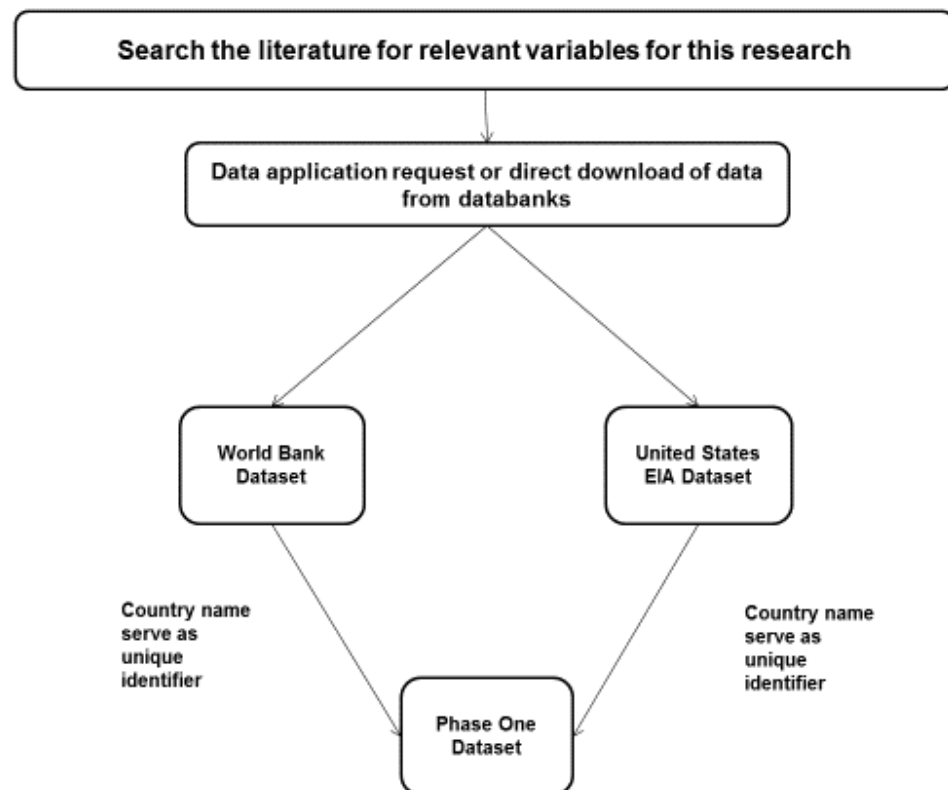 Search the literature for relevant variables for this research
Data application request or direct download of data
from databanks
World Bank
Dataset
United States
EIA Dataset
Country name
serve as
unique
identifier
Country name
serve as
unique
identifier
Phase One
Dataset